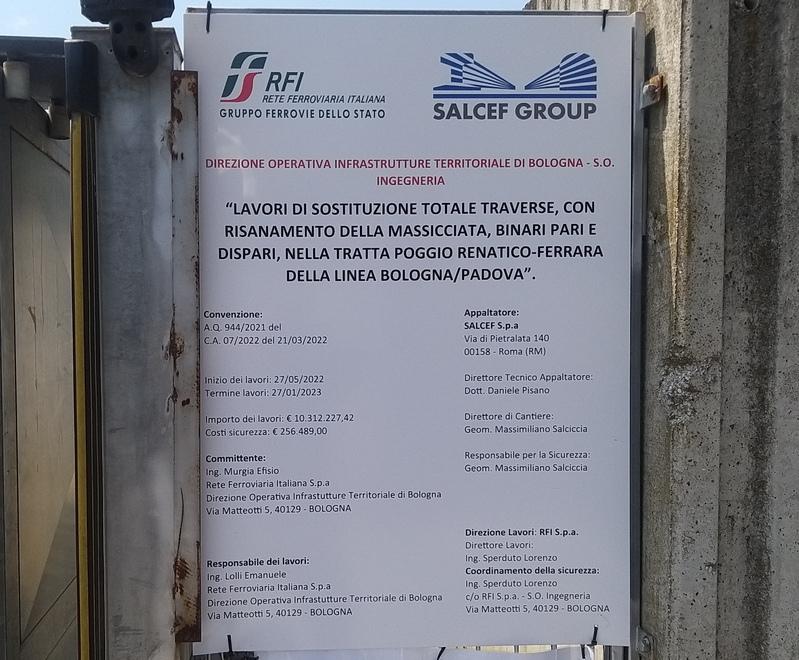 RFI
RETE FERROVIARIA ITALIANA
GRUPPO FERROVIE DELLO STATO
SALCEF GROUP
DIREZIONE OPERATIVA INFRASTRUTTURE TERRITORIALE DI BOLOGNA - S.O.
INGEGNERIA
“LAVORI DI SOSTITUZIONE TOTALE TRAVERSE, CON
RISANAMENTO DELLA MASSICCIATA, BINARI PARI E
DISPARI, NELLA TRATTA POGGIO RENATICO-FERRARA
DELLA LINEA BOLOGNA/PADOVA”.
Convenzione:
A.Q. 944/2021 del
C.A. 07/2022 del 21/03/2022
Inizio dei lavori: 27/05/2022
Termine lavori: 27/01/2023
Importo dei lavori: € 10.312.227,42
Costi sicurezza: € 256.489,00
Committente:
Ing. Murgia Efisio
Rete Ferroviaria Italiana S.p.a
Direzione Operativa Infrastutture Territoriale di Bologna
Via Matteotti 5, 40129 - BOLOGNA
Responsabile dei lavori:
Ing. Lolli Emanuele
Rete Ferroviaria Italiana S.p.a
Direzione Operativa Infrastutture Territoriale di Bologna
Via Matteotti 5, 40129 - BOLOGNA
Appaltatore:
SALCEF S.p.a
Via di Pietralata 140
00158 - Roma (RM)
Direttore Tecnico Appaltatore:
Dott. Daniele Pisano
Direttore di Cantiere:
Geom. Massimiliano Salciccia
Responsabile per la Sicurezza:
Geom. Massimiliano Salciccia
Direzione Lavori: RFI S.p.a.
Direttore Lavori:
Ing. Sperduto Lorenzo
Coordinamento della sicurezza:
Ing. Sperduto Lorenzo
c/o RFI S.p.a. - S.O. Ingegneria
Via Matteotti 5, 40129 - BOLOGNA